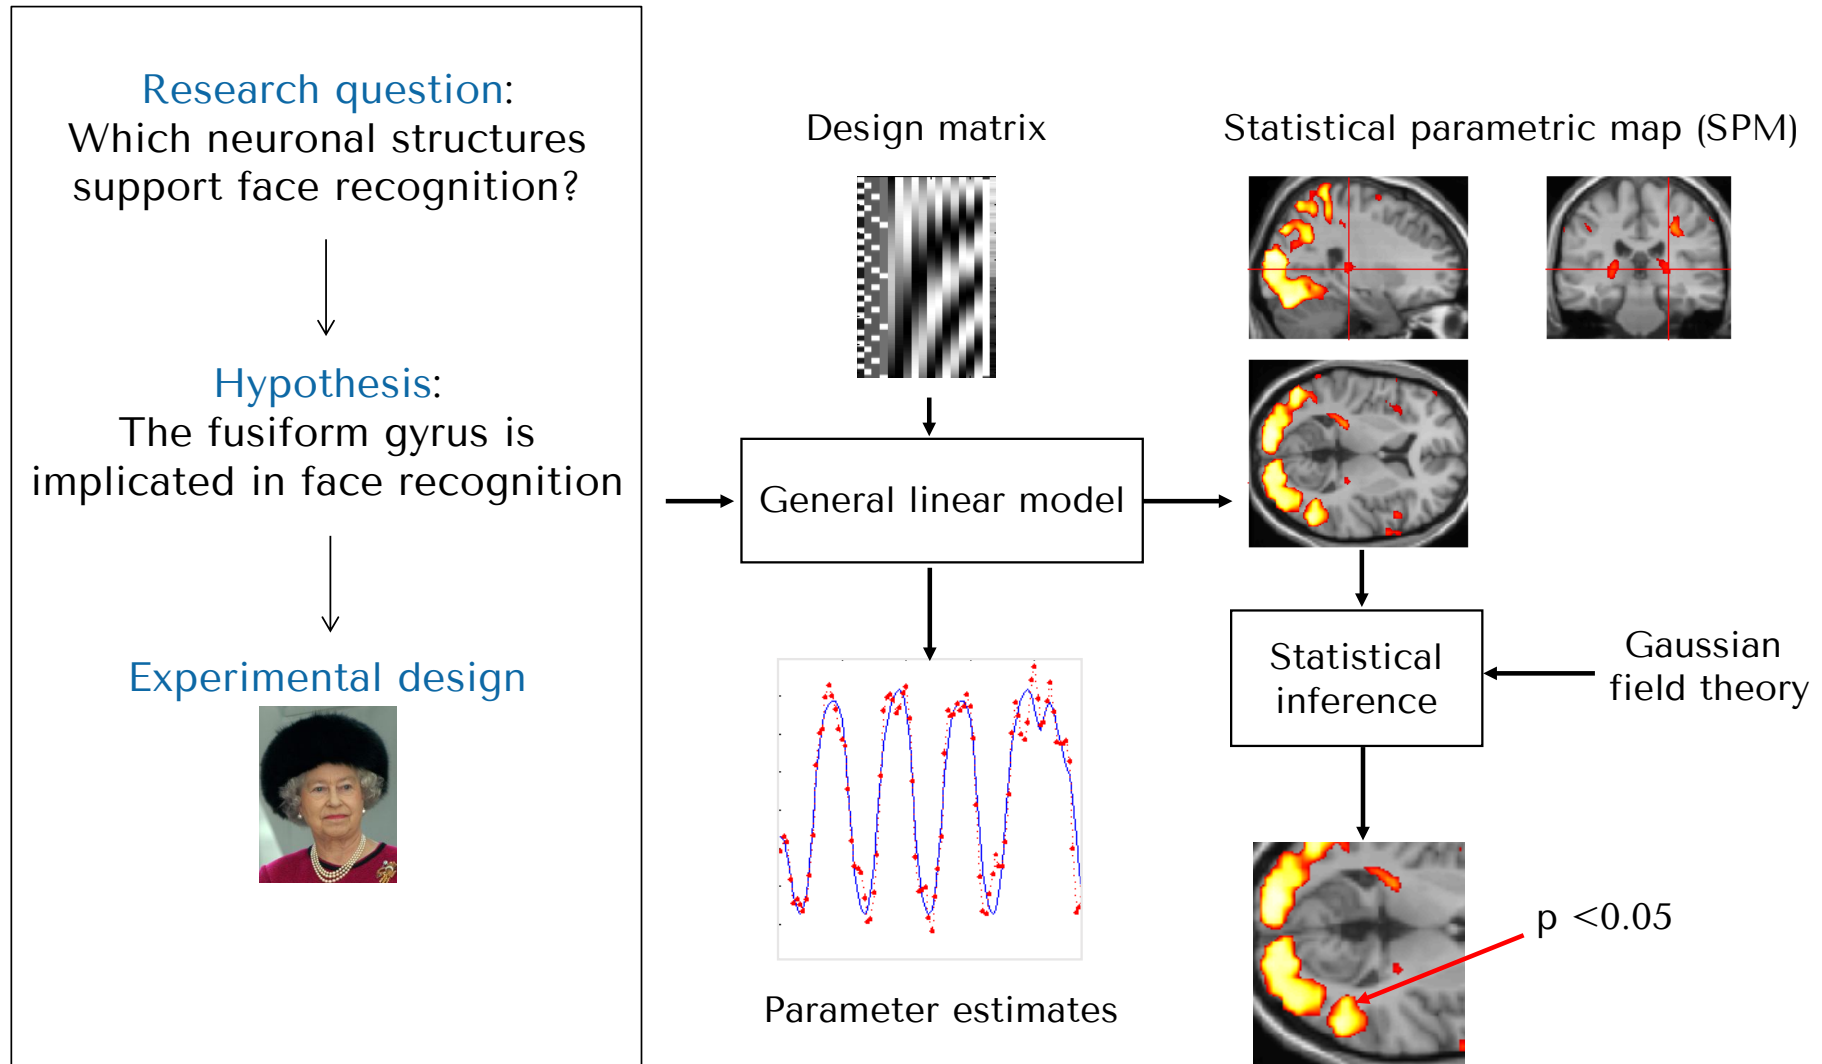 Research question:
Which neuronal structures
support face recognition?
Hypothesis:
The fusiform gyrus is
implicated in face recognition
Experimental design
Design matrix
General linear model
Parameter estimates
Statistical parametric map (SPM)
Statistical
inference
Gaussian
field theory
p <0.05